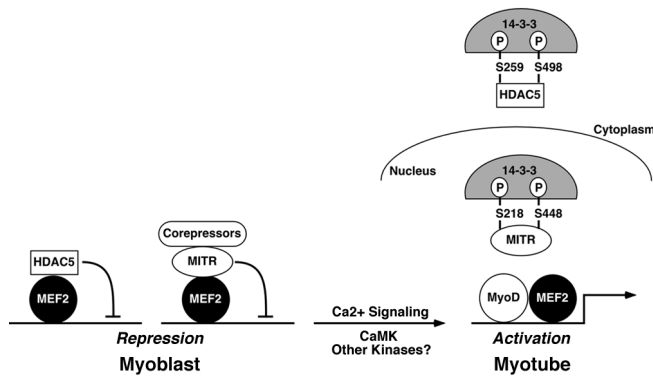 14-3-3
P P
S259 S498
HDAC5
Cytoplasm
Nucleus
14-3-3
P P
S218 S448
MITR
Corepressors
HDAC5
MITR
MEF2
MEF2
Repression
Myoblast
Ca2+ Signaling
CaMK
Other Kinases?
MyoD MEF2
Activation
Myotube